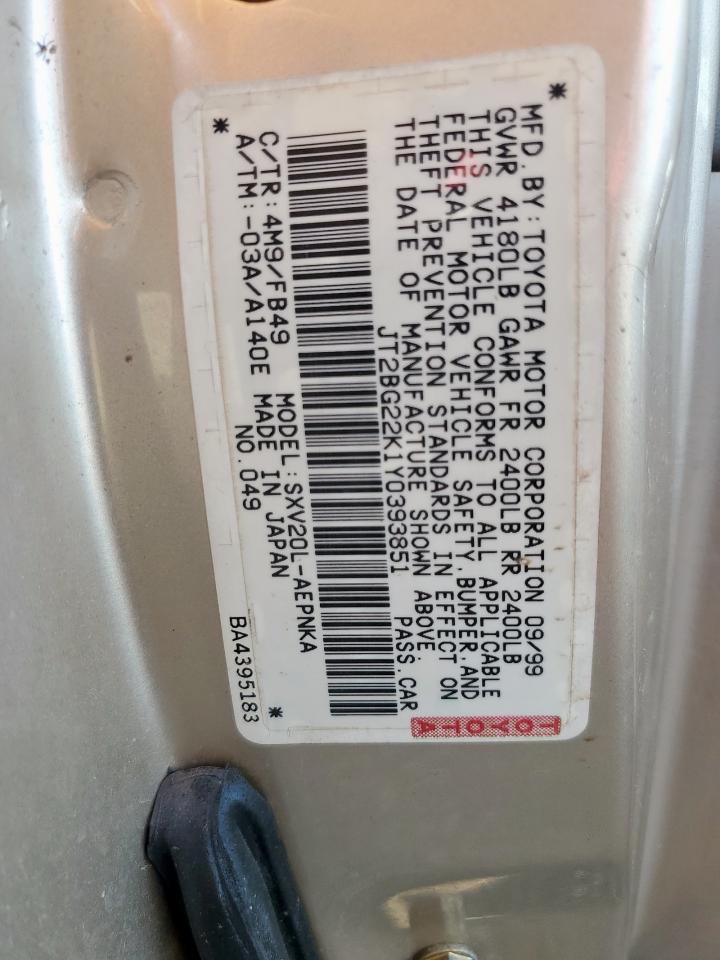 MFD. BY: TOYOTA MOTOR CORPORATION 09/99
GVWR 4180LB GAWR FR 2400LB RR 2400LB
THIS VEHICLE CONFORMS TO ALL APPLICABLE
FEDERAL MOTOR VEHICLE SAFETY, BUMPER, AND
THEFT PREVENTION STANDARDS IN EFFECT ON
THE DATE OF MANUFACTURE SHOWN ABOVE.
JT2BG22K1Y0393851 PASS. CAR
TOYOTA
C/TR: 4M9/FB49 MODEL: SXV20L-AEPNKA
A/TM: -03A/A140E MADE IN JAPAN
NO. 049
BA4395183